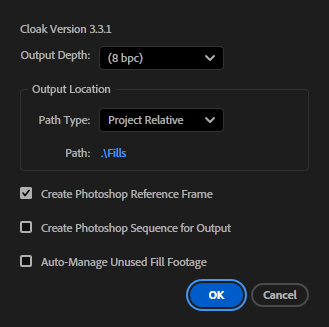 Cloak Version 3.3.1
Output Depth: (8 bpc)
Output Location
Path Type: Project Relative
Path: .\Fills
Create Photoshop Reference Frame
Create Photoshop Sequence for Output
Auto-Manage Unused Fill Footage
OK Cancel